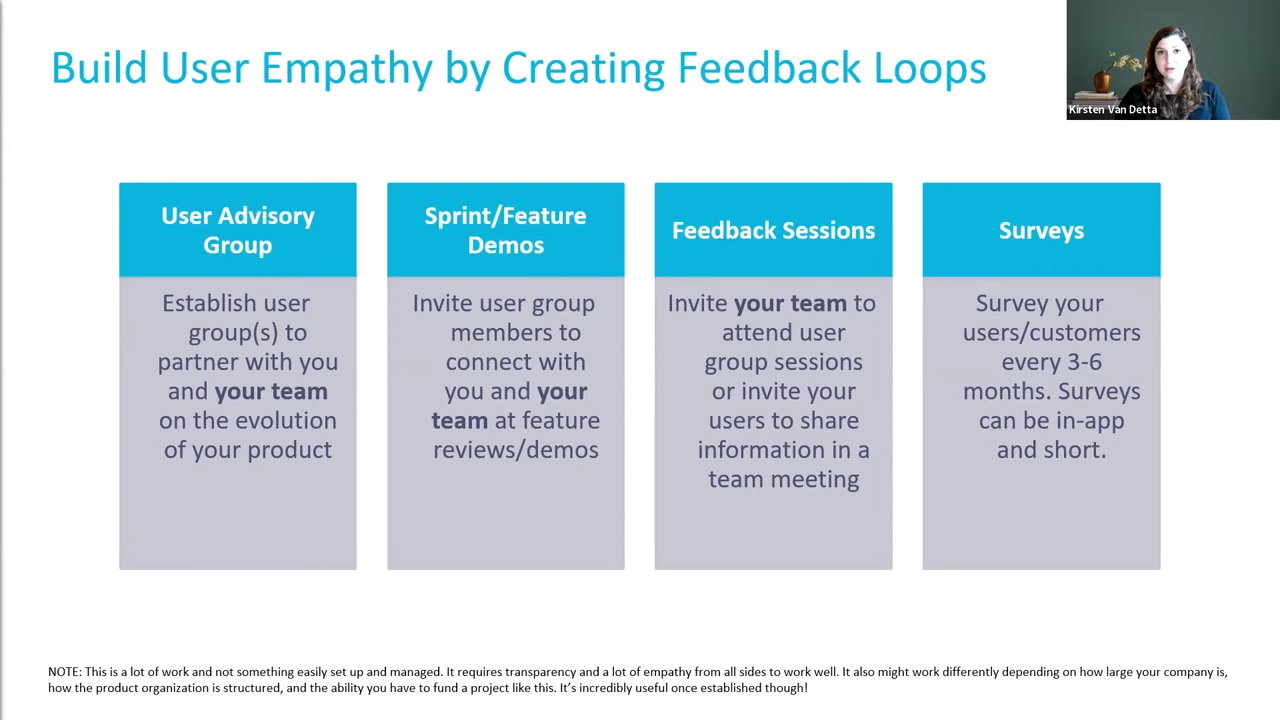 Build User Empathy by Creating Feedback Loops
Kirsten Van Detta
User Advisory
Group
Establish user
group(s) to
partner with you
and your team
on the evolution
of your product
Sprint/Feature
Demos
Invite user group
members to
connect with
you and your
team at feature
reviews/demos
Feedback Sessions
Invite your team to
attend user
group sessions
or invite your
users to share
information in a
team meeting
Surveys
Survey your
users/customers
every 3-6
months. Surveys
can be in-app
and short.
NOTE: This is a lot of work and not something easily set up and managed. It requires transparency and a lot of empathy from all sides to work well. It also might work differently depending on how large your company is,
how the product organization is structured, and the ability you have to fund a project like this. It's incredibly useful once established though!